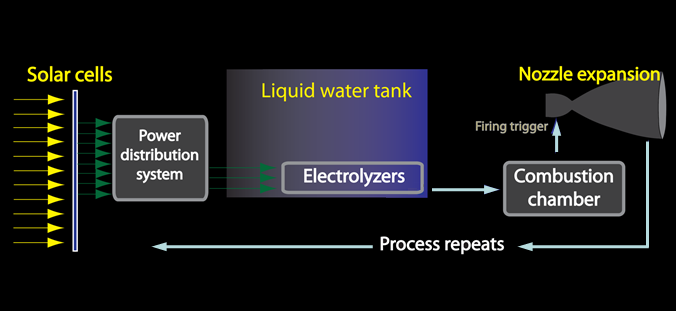 Solar cells
Power
distribution
system
Liquid water tank
Electrolyzers
Combustion
chamber
Firing trigger
Nozzle expansion
Process repeats